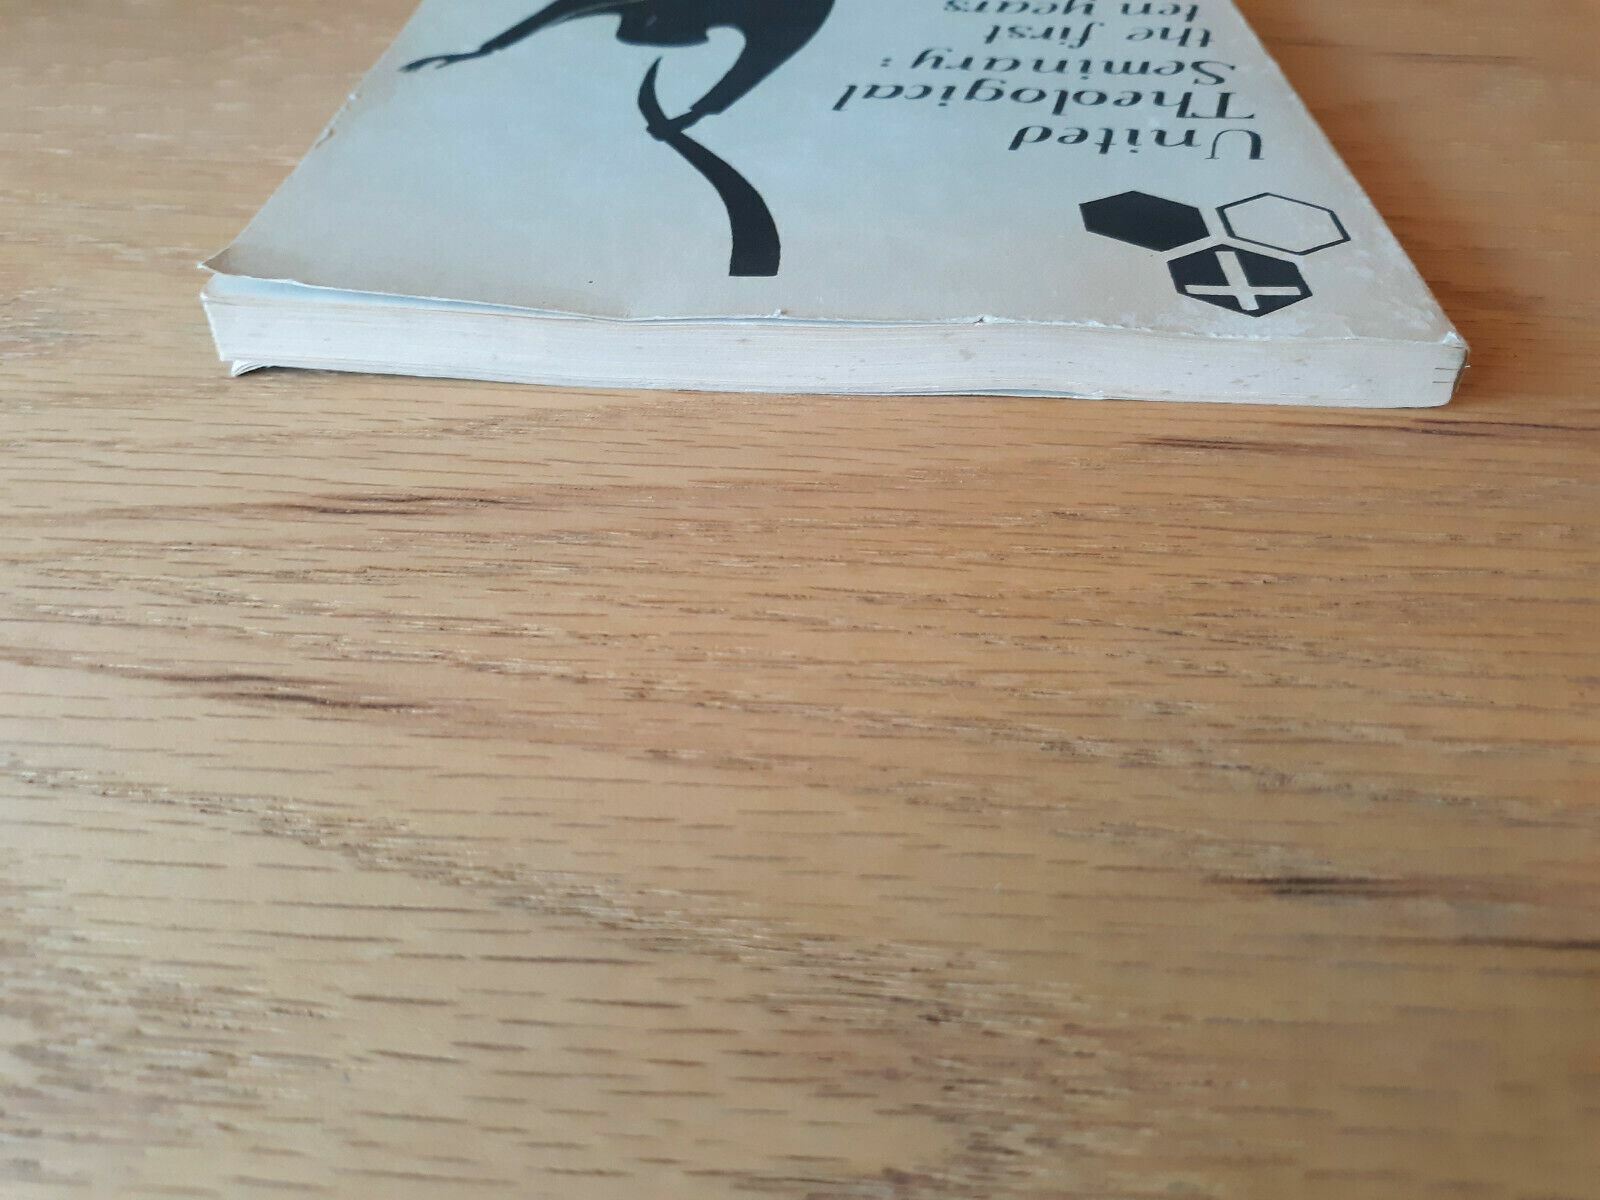 United
Theological
Seminary:
the first
ten years